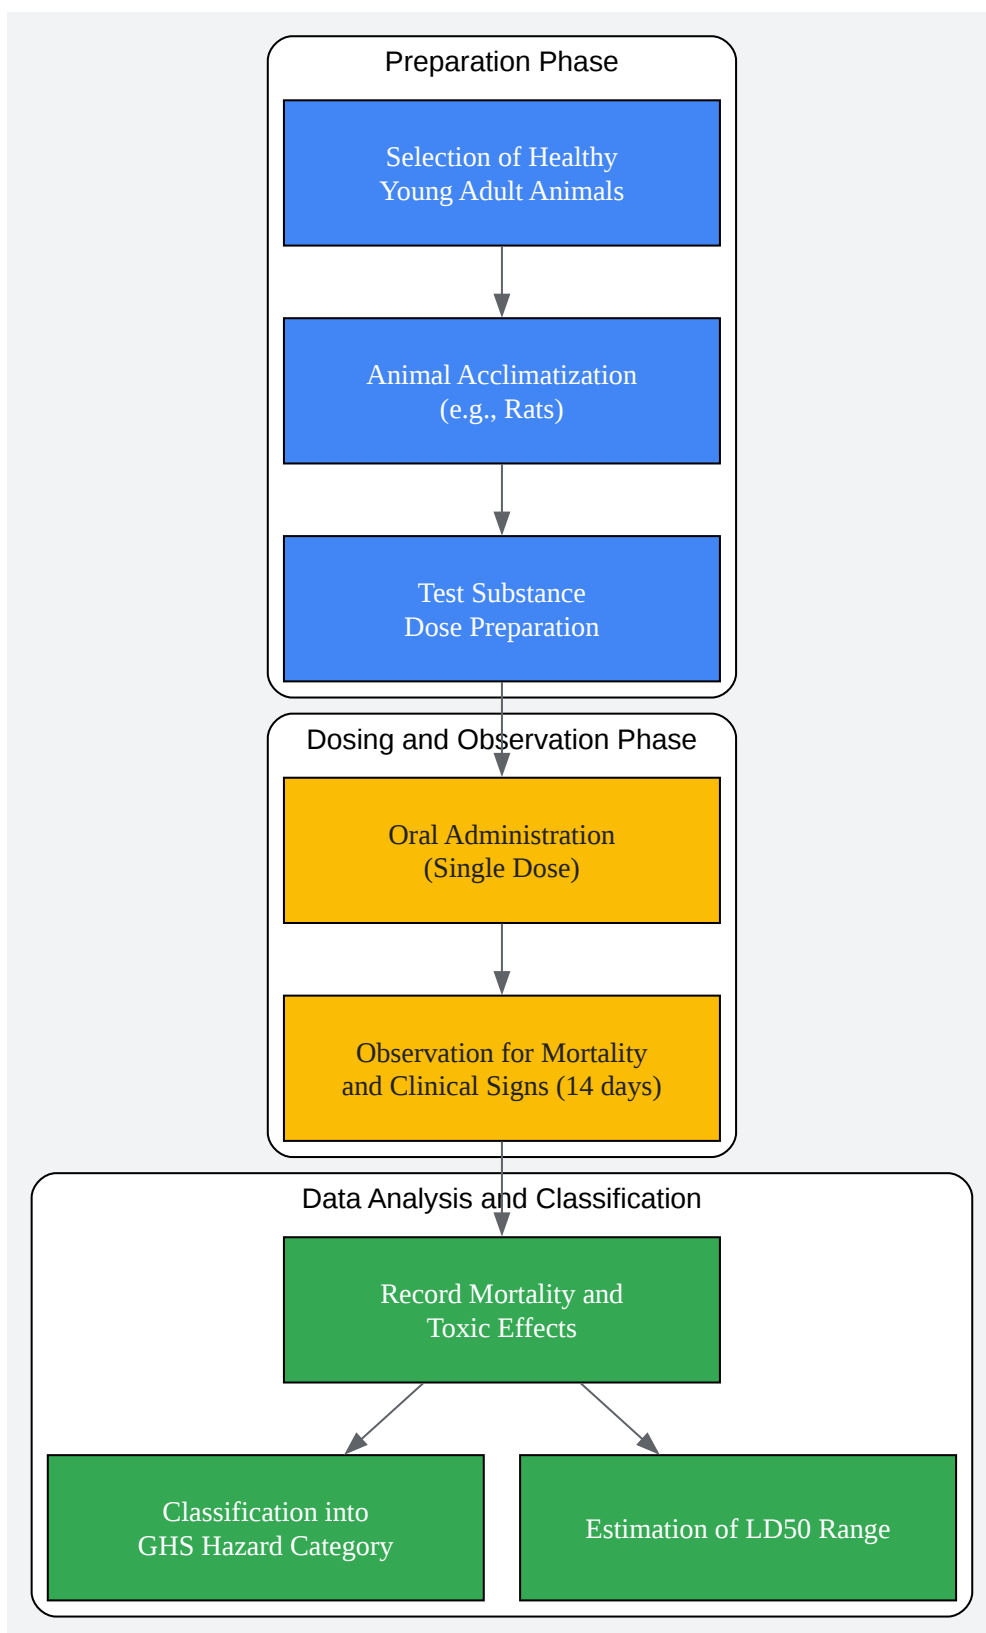 Preparation Phase
Selection of Healthy
Young Adult Animals
Animal Acclimatization
(e.g., Rats)
Test Substance
Dose Preparation
Dosing and Observation Phase
Oral Administration
(Single Dose)
Observation for Mortality
and Clinical Signs (14 days)
Data Analysis and Classification
Record Mortality and
Toxic Effects
Classification into
GHS Hazard Category
Estimation of LD50 Range